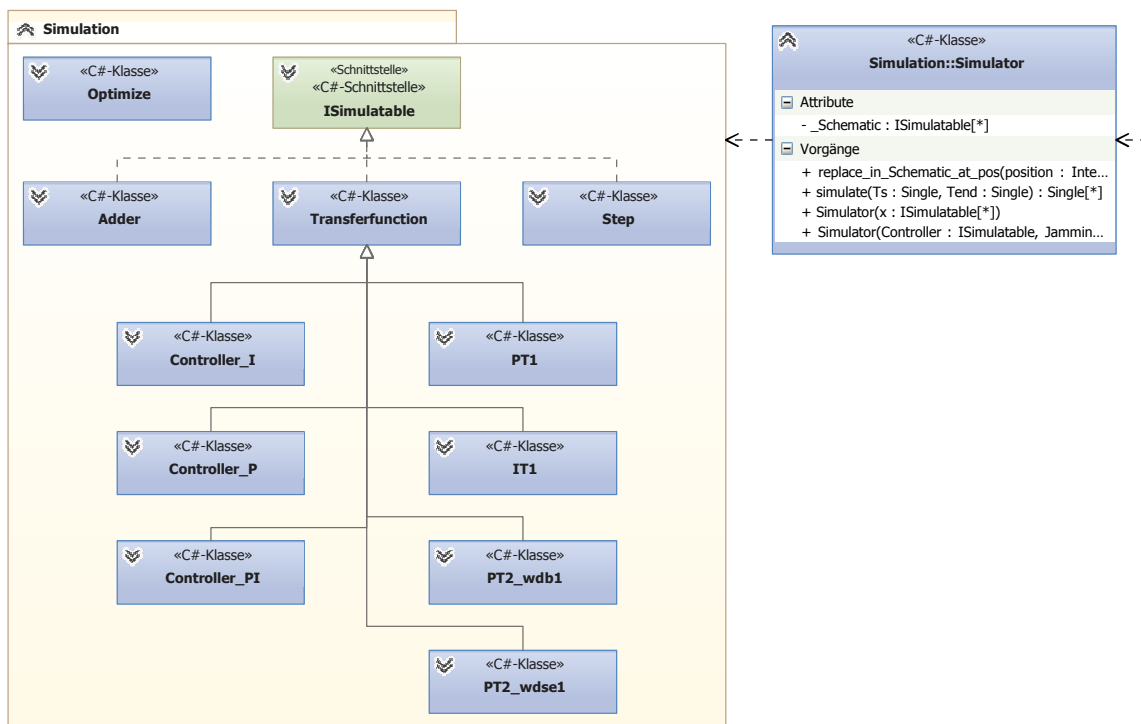 Simulation
«C#-Klasse»
Optimize
«Schnittstelle»
«C#-Schnittstelle»
ISimulatable
«C#-Klasse»
Adder
«C#-Klasse»
Transferfunction
«C#-Klasse»
Step
«C#-Klasse»
Controller_I
«C#-Klasse»
PT1
«C#-Klasse»
Controller_P
«C#-Klasse»
IT1
«C#-Klasse»
Controller_PI
«C#-Klasse»
PT2_wdb1
«C#-Klasse»
PT2_wdse1
«C#-Klasse»
Simulation::Simulator
Attribute
- _Schematic : ISimulatable[*]
Vorgänge
+ replace_in_Schematic_at_pos(position : Inte...
+ simulate(Ts : Single, Tend : Single) : Single[*]
+ Simulator(x : ISimulatable[*])
+ Simulator(Controller : ISimulatable, Jammin...